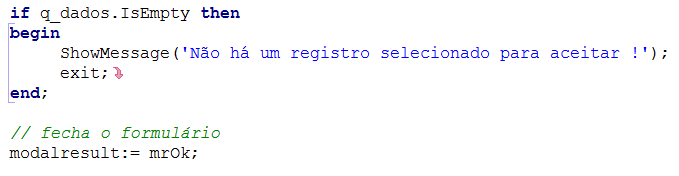 if q_dados.IsEmpty then
begin
ShowMessage('Não há um registro selecionado para aceitar !');
exit;
end;
// fecha o formulário
modalresult:= mrOk;